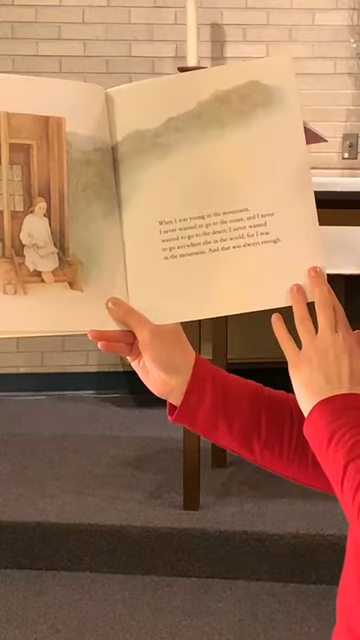 When I was young in the mountains,
I never wanted to go to the ocean, and I never
wanted to go to the desert. I never wanted
to go anywhere else in the world, for I was
in the mountains. And that was always enough.